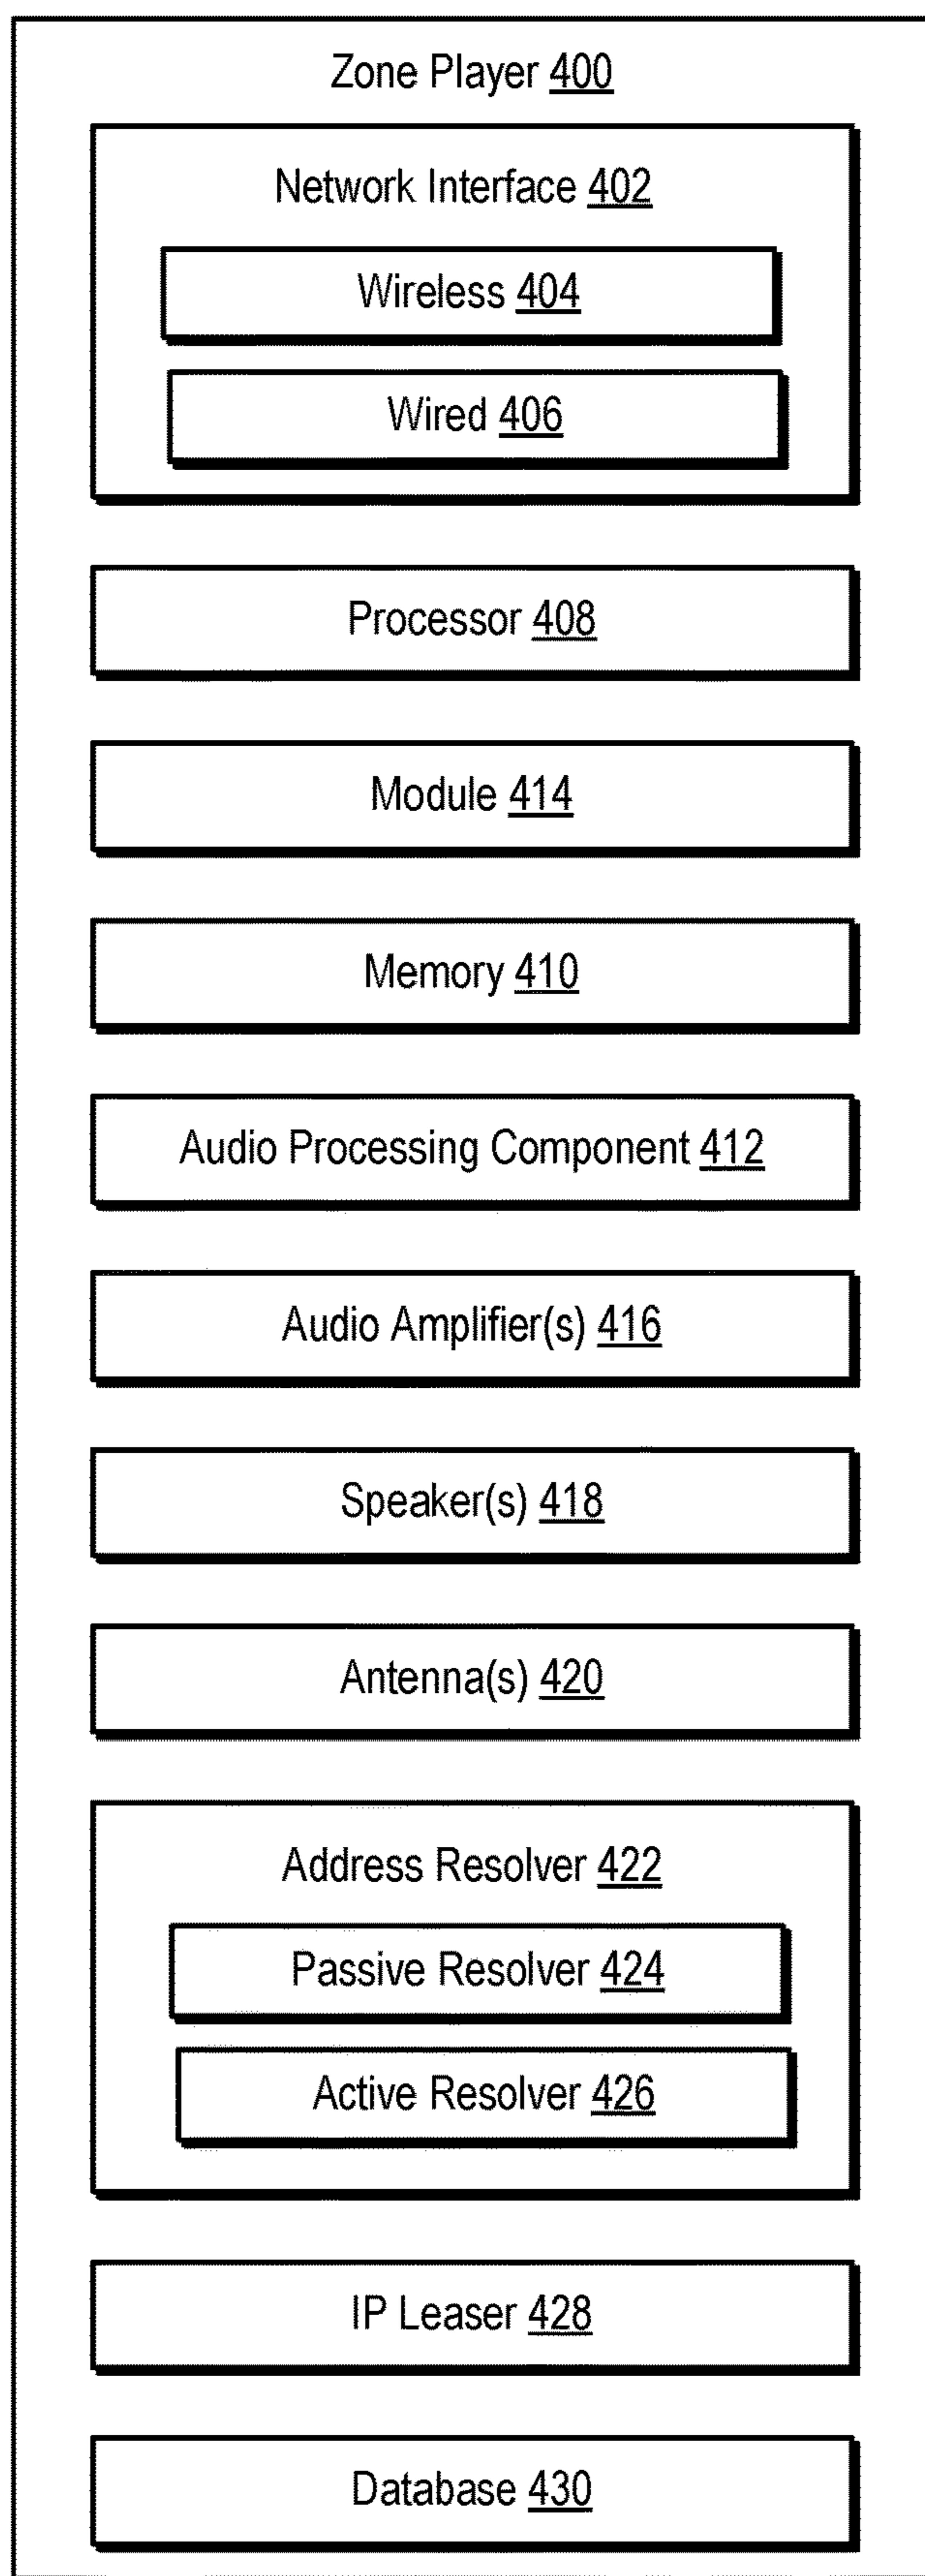 Zone Player 400
Network Interface 402
Wireless 404
Wired 406
Processor 408
Module 414
Memory 410
Audio Processing Component 412
Audio Amplifier(s) 416
Speaker(s) 418
Antenna(s) 420
Address Resolver 422
Passive Resolver 424
Active Resolver 426
IP Leaser 428
Database 430